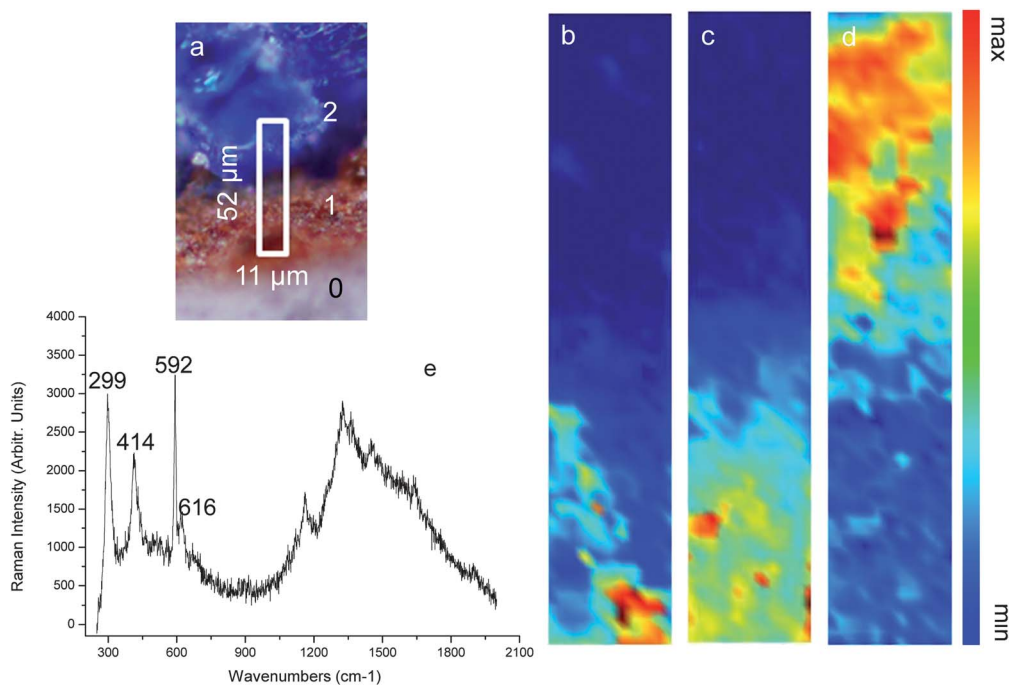 a
2
52 µm
1
11 µm
0
b
c
d
max
min
e
4000
3500
3000
2500
2000
1500
1000
500
0
Raman Intensity (Arbitr. Units)
299
414
592
616
300 600 900 1200 1500 1800 2100
Wavenumbers (cm-1)